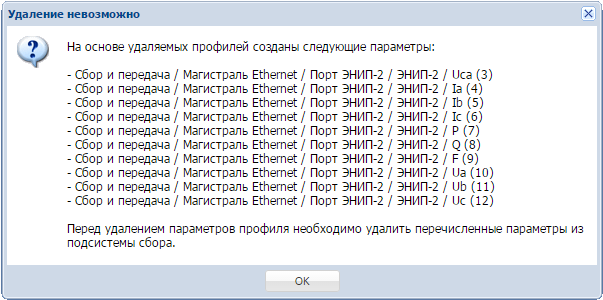 Удаление невозможно
На основе удаляемых профилей созданы следующие параметры:
- Сбор и передача / Магистраль Ethernet / Порт ЭНИП-2 / ЭНИП-2 / Uca (3)
- Сбор и передача / Магистраль Ethernet / Порт ЭНИП-2 / ЭНИП-2 / Ia (4)
- Сбор и передача / Магистраль Ethernet / Порт ЭНИП-2 / ЭНИП-2 / Ib (5)
- Сбор и передача / Магистраль Ethernet / Порт ЭНИП-2 / ЭНИП-2 / Ic (6)
- Сбор и передача / Магистраль Ethernet / Порт ЭНИП-2 / ЭНИП-2 / P (7)
- Сбор и передача / Магистраль Ethernet / Порт ЭНИП-2 / ЭНИП-2 / Q (8)
- Сбор и передача / Магистраль Ethernet / Порт ЭНИП-2 / ЭНИП-2 / F (9)
- Сбор и передача / Магистраль Ethernet / Порт ЭНИП-2 / ЭНИП-2 / Ua (10)
- Сбор и передача / Магистраль Ethernet / Порт ЭНИП-2 / ЭНИП-2 / Ub (11)
- Сбор и передача / Магистраль Ethernet / Порт ЭНИП-2 / ЭНИП-2 / Uc (12)
Перед удалением параметров профиля необходимо удалить перечисленные параметры из
подсистемы сбора.
OK